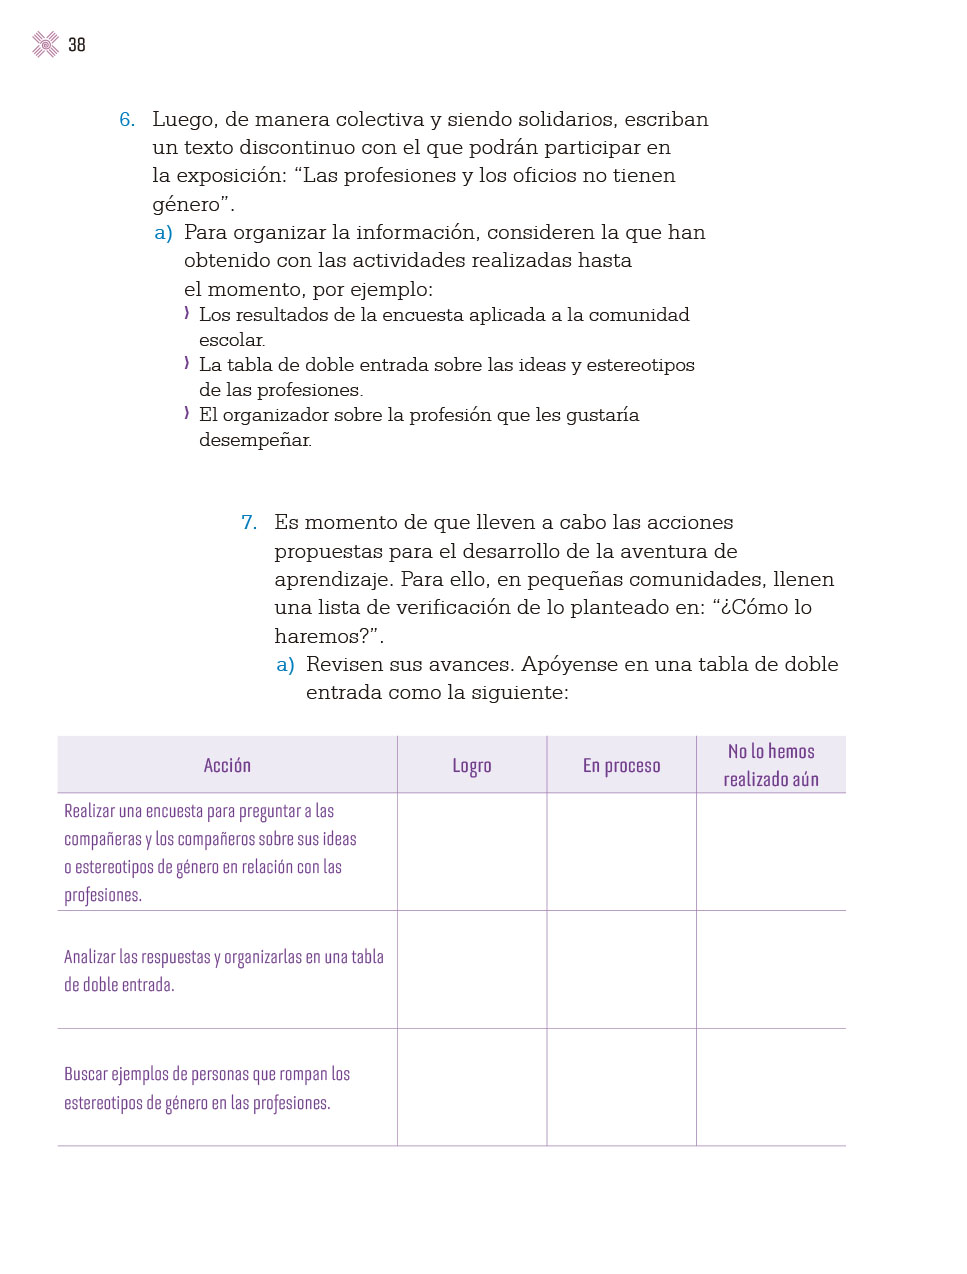 38
6. Luego, de manera colectiva y siendo solidarios, escriban
un texto discontinuo con el que podrán participar en
la exposición: “Las profesiones y los oficios no tienen
género”.
a) Para organizar la información, consideren la que han
obtenido con las actividades realizadas hasta
el momento, por ejemplo:
⟩ Los resultados de la encuesta aplicada a la comunidad
escolar.
⟩ La tabla de doble entrada sobre las ideas y estereotipos
de las profesiones.
⟩ El organizador sobre la profesión que les gustaría
desempeñar.
7. Es momento de que lleven a cabo las acciones
propuestas para el desarrollo de la aventura de
aprendizaje. Para ello, en pequeñas comunidades, llenen
una lista de verificación de lo planteado en: “¿Cómo lo
haremos?”.
a) Revisen sus avances. Apóyense en una tabla de doble
entrada como la siguiente:
Acción
Logro
En proceso
No lo hemos
realizado aún
Realizar una encuesta para preguntar a las
compañeras y los compañeros sobre sus ideas
o estereotipos de género en relación con las
profesiones.
Analizar las respuestas y organizarlas en una tabla
de doble entrada.
Buscar ejemplos de personas que rompan los
estereotipos de género en las profesiones.